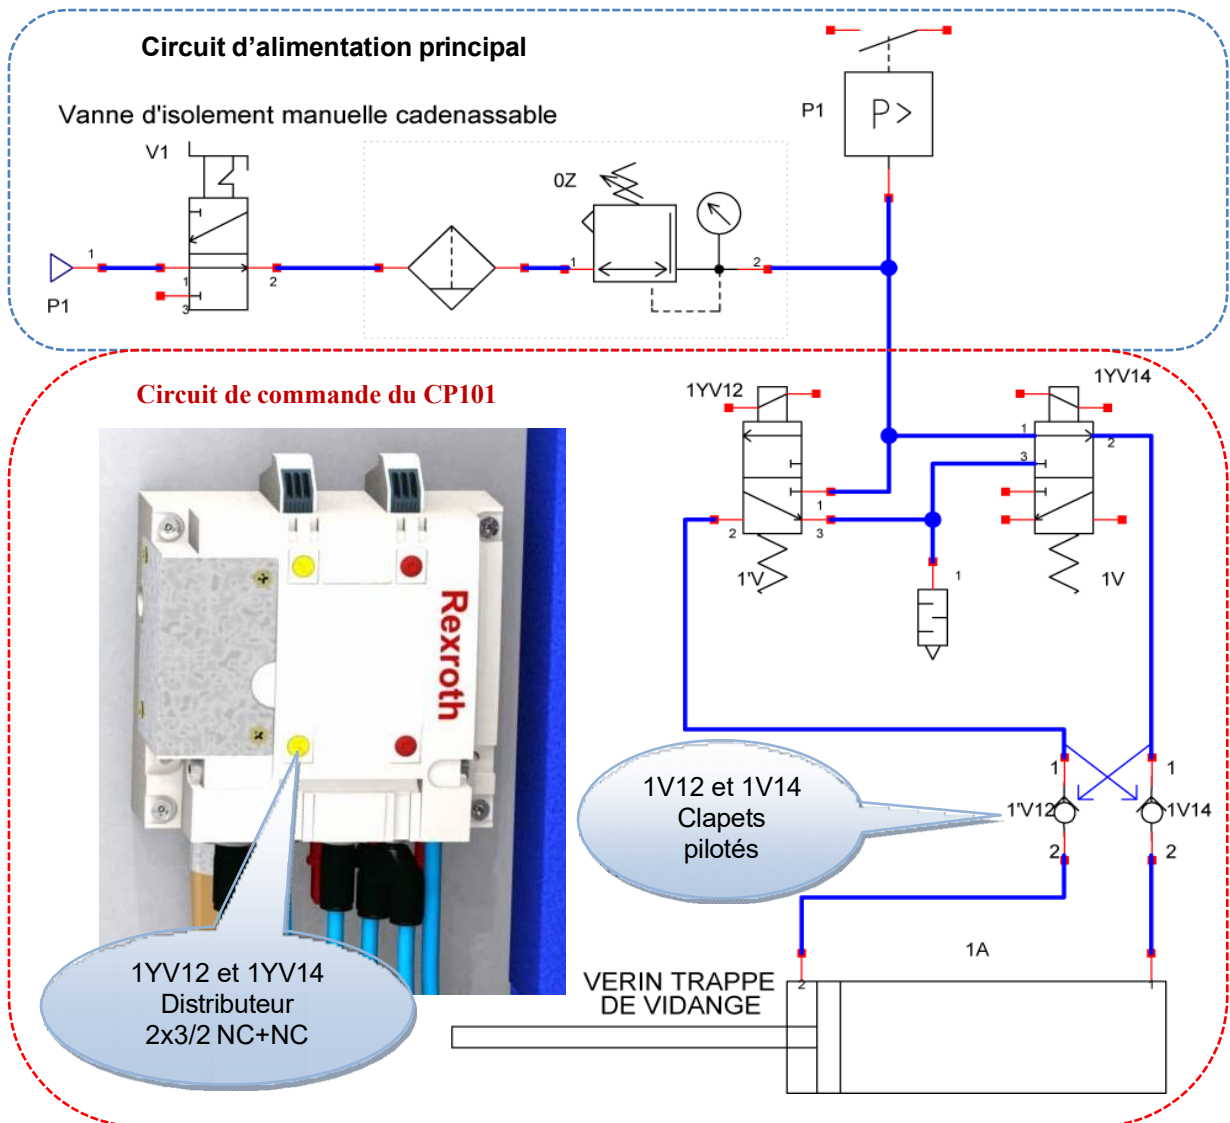 Circuit d’alimentation principal
P1
P>
Vanne d'isolement manuelle cadenassable
V1
0Z
1
1
2
3
1
2
P1
Circuit de commande du CP101
1YV12
1YV14
1
2
3
1
2
3
1'V
1
1V
Rexroth
1V12 et 1V14
Clapets
pilotés
1
1
1'V12
1V14
2
2
1YV12 et 1YV14
Distributeur
2x3/2 NC+NC
1A
VERIN TRAPPE
DE VIDANGE
2
1